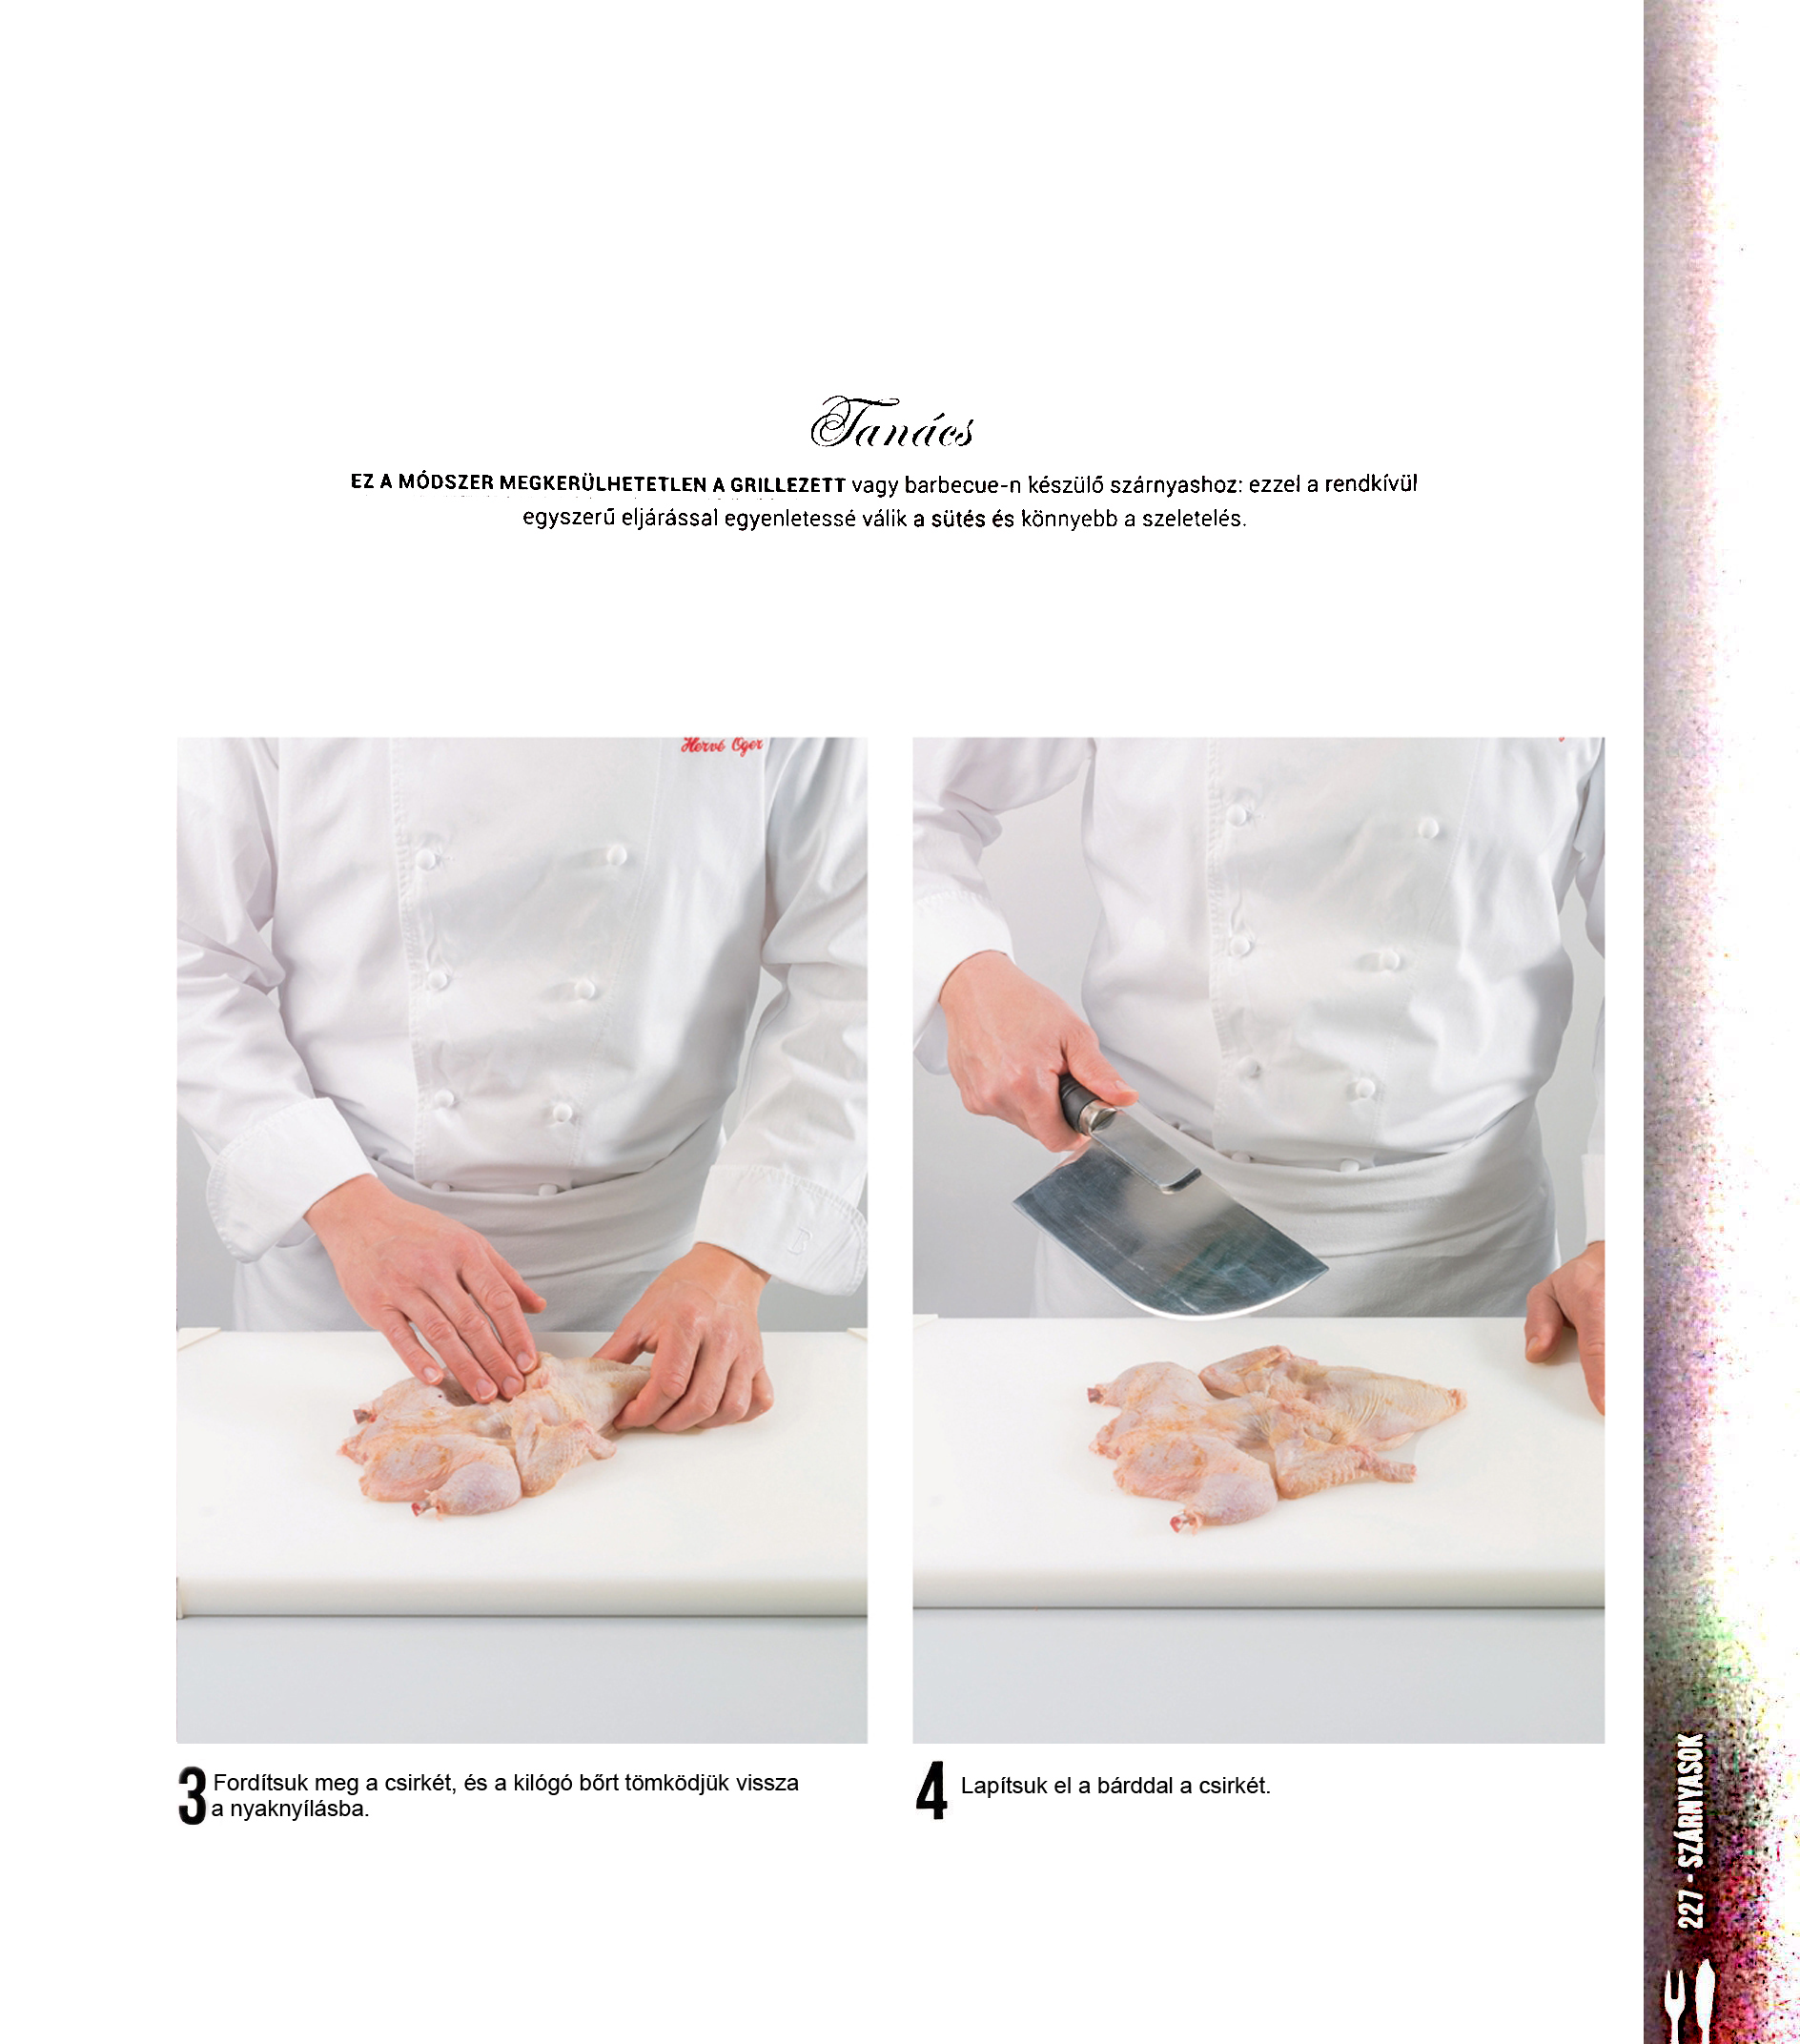 Tanács
EZ A MÓDSZER MEGKERÜLHETETLEN A GRILLEZETT vagy barbecue-n készülő szárnyashoz: ezzel a rendkívül
egyszerű eljárással egyenletessé válik a sütés és könnyebb a szeletelés.
Hervé Oger
B
3 Fordítsuk meg a csirkét, és a kilógó bőrt tömködjük vissza
a nyaknyílásba.
4 Lapítsuk el a bárddal a csirkét.
227 - SZÁRNYASOK